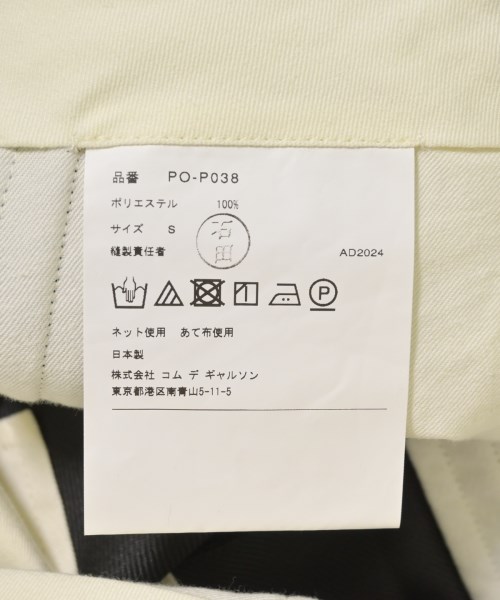 品番 PO-P038
ポリエステル 100%
サイズ S
石田
縫製責任者 AD2024
P
ネット使用 あて布使用
日本製
株式会社 コム デ ギャルソン
東京都港区南青山5-11-5